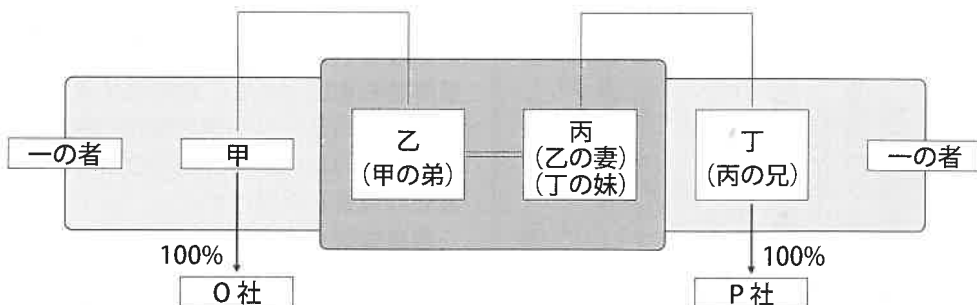 一の者
甲
乙
(甲の弟)
丙
(乙の妻)
(丁の妹)
丁
(丙の兄)
一の者
100%
O社
100%
P社